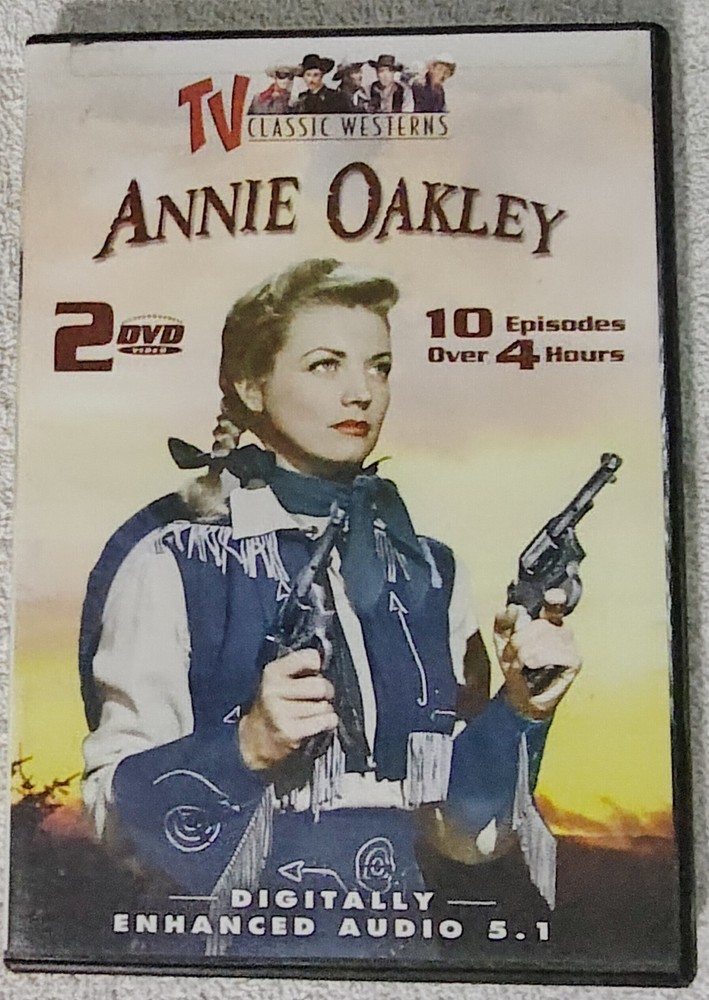 TV CLASSIC WESTERNS
ANNIE OAKLEY
2 DVD
VIDEO
10 Episodes
Over 4 Hours
DIGITALLY
ENHANCED AUDIO 5.1